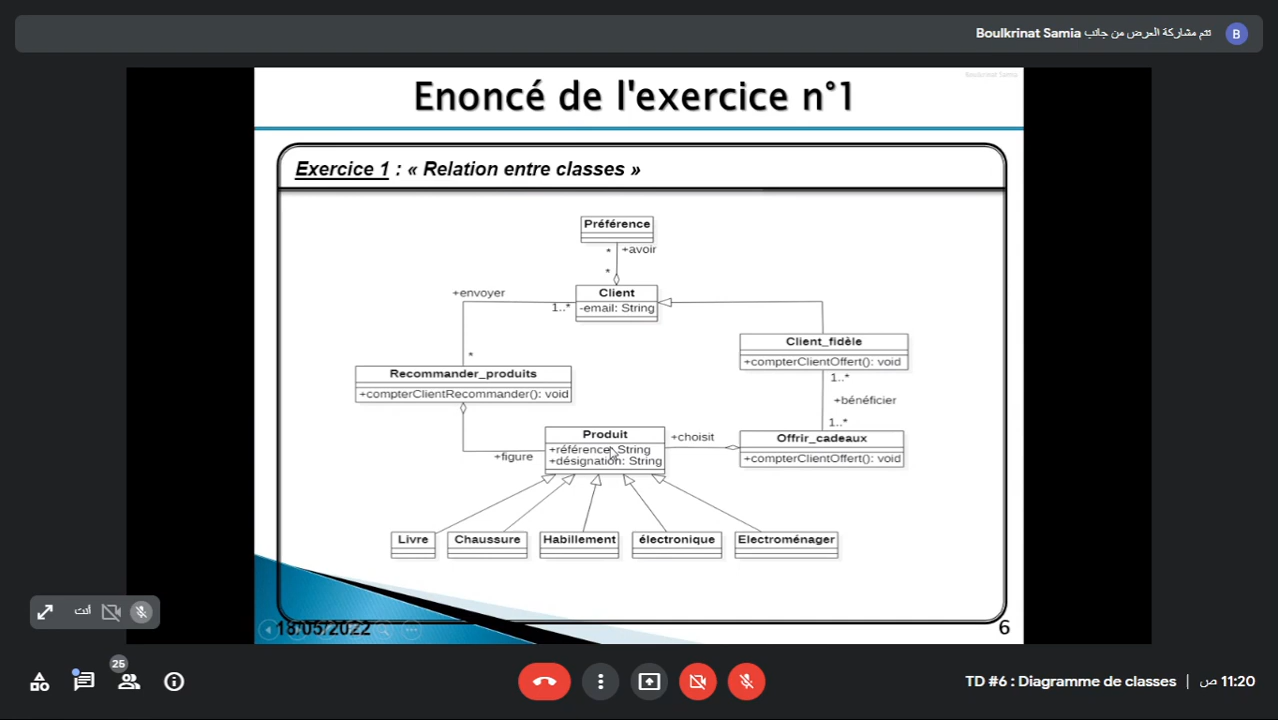 تتم مشاركة العرض من جانب Boulkrinat Samia
B
Boulkrinat Samia
Enoncé de l'exercice n°1
Exercice 1 : « Relation entre classes »
Préférence
*
+avoir
*
+envoyer
Client
1..*
-email: String
Client_fidèle
*
+compterClientOffert(): void
Recommander_produits
1..*
+compterClientRecommander(): void
+bénéficier
1..*
Produit
+choisit
Offrir_cadeaux
+référence: String
+figure
+désignation: String
+compterClientOffert(): void
Livre
Chaussure
Habillement
électronique
Electroménager
أنت
18/05/2022
6
25
TD #6 : Diagramme de classes | 11:20 ص